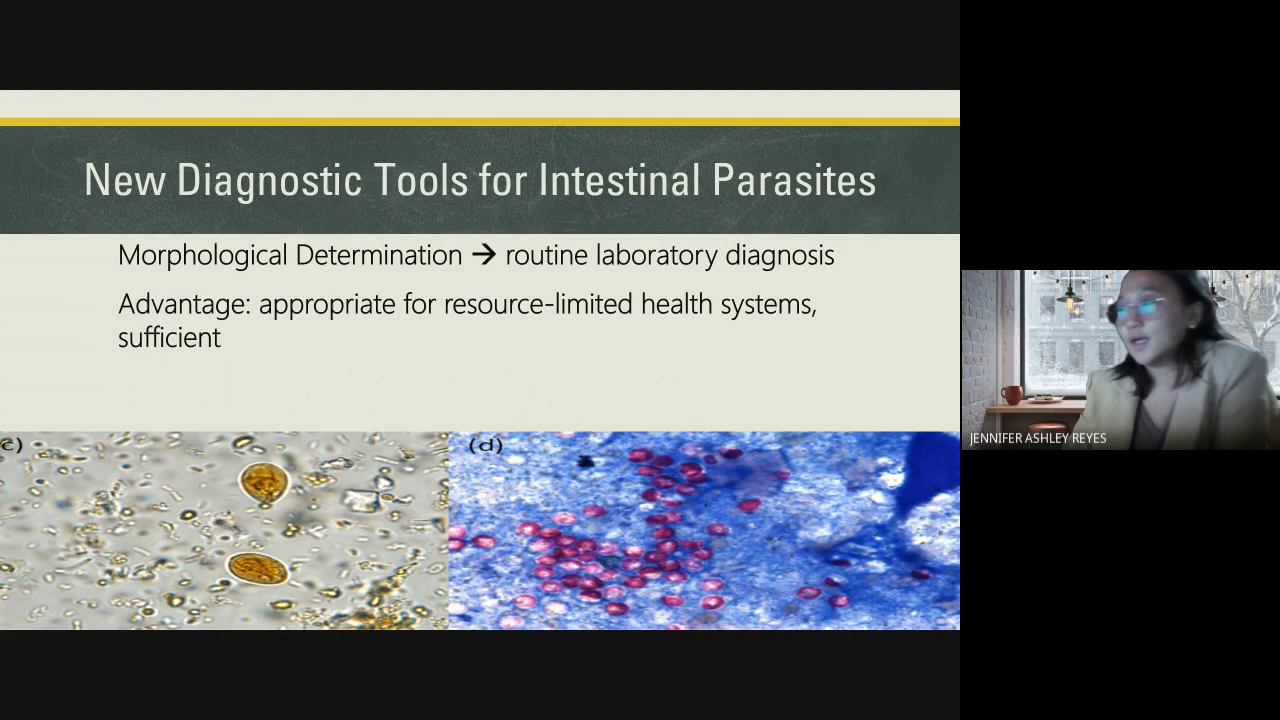 New Diagnostic Tools for Intestinal Parasites
Morphological Determination → routine laboratory diagnosis
Advantage: appropriate for resource-limited health systems,
sufficient
c)
(d)
JENNIFER ASHLEY REYES